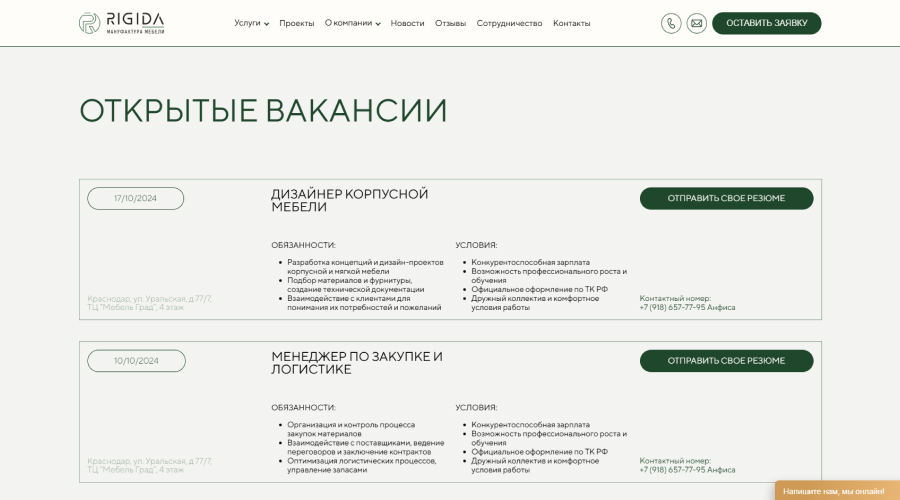 RIGIDA
МАНУФАКТУРА МЕБЕЛИ
Услуги
Проекты
О компании
Новости
Отзывы
Сотрудничество
Контакты
ОСТАВИТЬ ЗАЯВКУ
ОТКРЫТЫЕ ВАКАНСИИ
17/10/2024
ДИЗАЙНЕР КОРПУСНОЙ
МЕБЕЛИ
ОТПРАВИТЬ СВОЕ РЕЗЮМЕ
ОБЯЗАННОСТИ:
Разработка концепций и дизайн-проектов
корпусной и мягкой мебели
Подбор материалов и фурнитуры,
создание технической документации
Взаимодействие с клиентами для
понимания их потребностей и пожеланий
УСЛОВИЯ:
Конкурентоспособная зарплата
Возможность профессионального роста и
обучения
Официальное оформление по ТК РФ
Дружный коллектив и комфортное
условия работы
Краснодар, ул. Уральская, д 77/7,
ТЦ "Мебель Град", 4 этаж
Контактный номер:
+7 (918) 657-77-95 Анфиса
10/10/2024
МЕНЕДЖЕР ПО ЗАКУПКЕ И
ЛОГИСТИКЕ
ОТПРАВИТЬ СВОЕ РЕЗЮМЕ
ОБЯЗАННОСТИ:
Организация и контроль процесса
закупок материалов
Взаимодействие с поставщиками, ведение
переговоров и заключение контрактов
Оптимизация логистических процессов,
управление запасами
УСЛОВИЯ:
Конкурентоспособная зарплата
Возможность профессионального роста и
обучения
Официальное оформление по ТК РФ
Дружный коллектив и комфортное
условия работы
Краснодар, ул. Уральская, д 77/7,
ТЦ "Мебель Град", 4 этаж
Контактный номер:
+7 (918) 657-77-95 Анфиса
Напишите нам, мы онлайн!